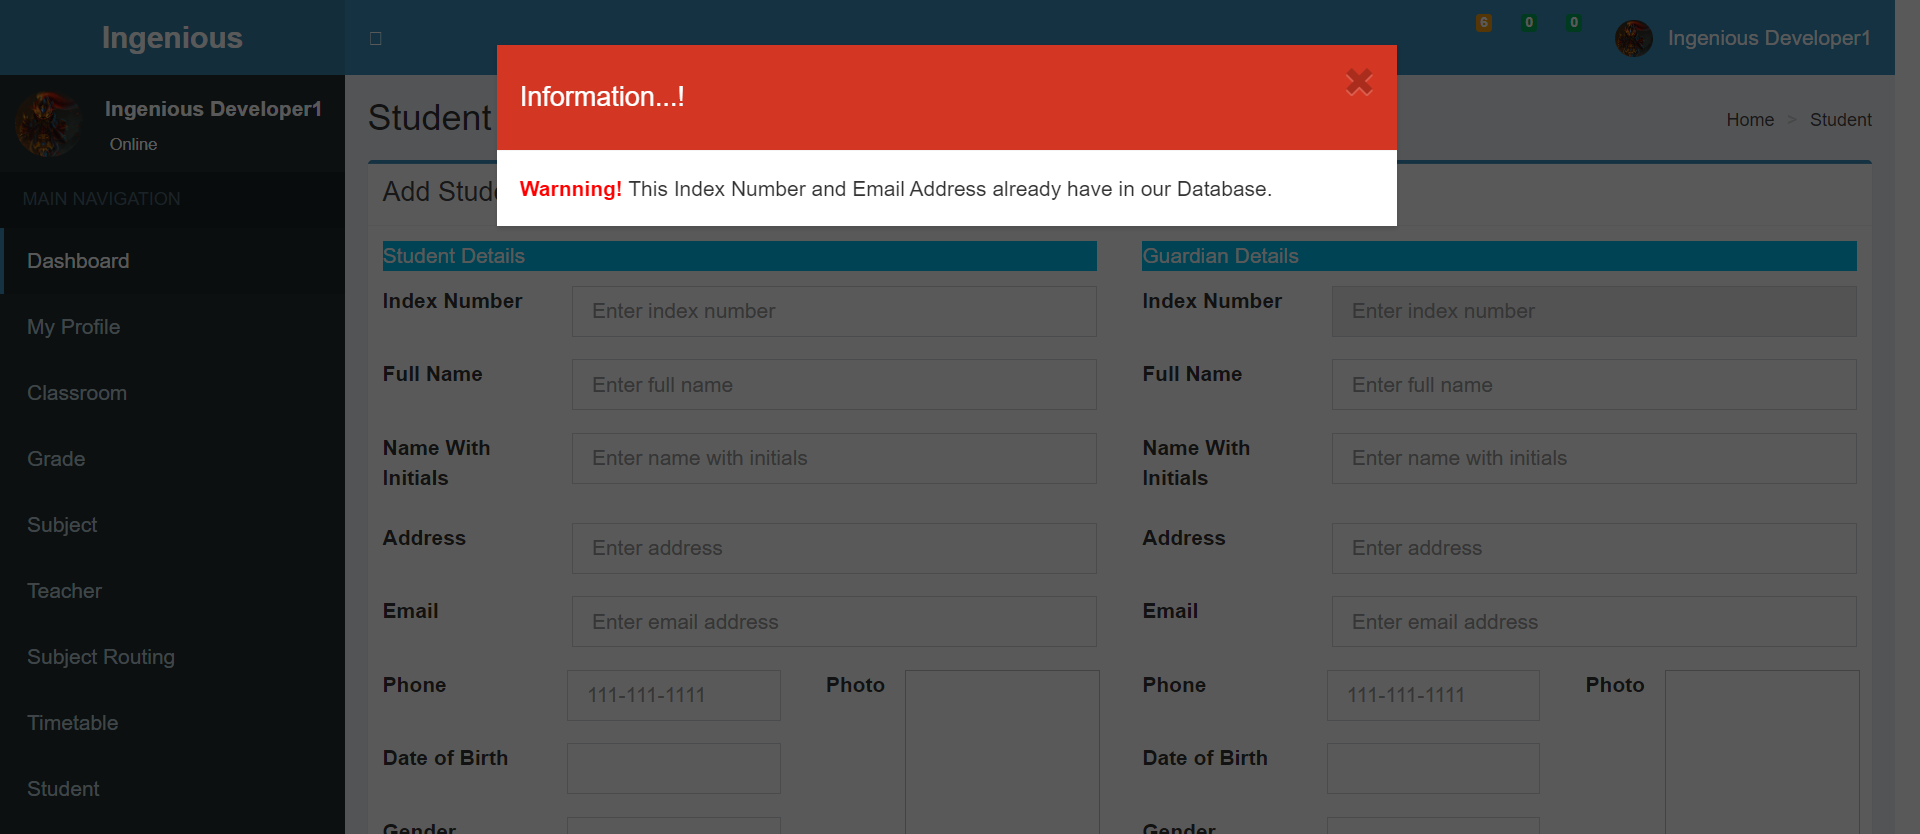 Ingenious
6
0
0
Ingenious Developer1
Ingenious Developer1
Online
MAIN NAVIGATION
Dashboard
My Profile
Classroom
Grade
Subject
Teacher
Subject Routing
Timetable
Student
Information...!
Warnning! This Index Number and Email Address already have in our Database.
Student
Home > Student
Add Stude
Student Details
Index Number
Enter index number
Full Name
Enter full name
Name With
Initials
Enter name with initials
Address
Enter address
Email
Enter email address
Phone
111-111-1111
Photo
Date of Birth
Gender
Guardian Details
Index Number
Enter index number
Full Name
Enter full name
Name With
Initials
Enter name with initials
Address
Enter address
Email
Enter email address
Phone
111-111-1111
Photo
Date of Birth
Gender